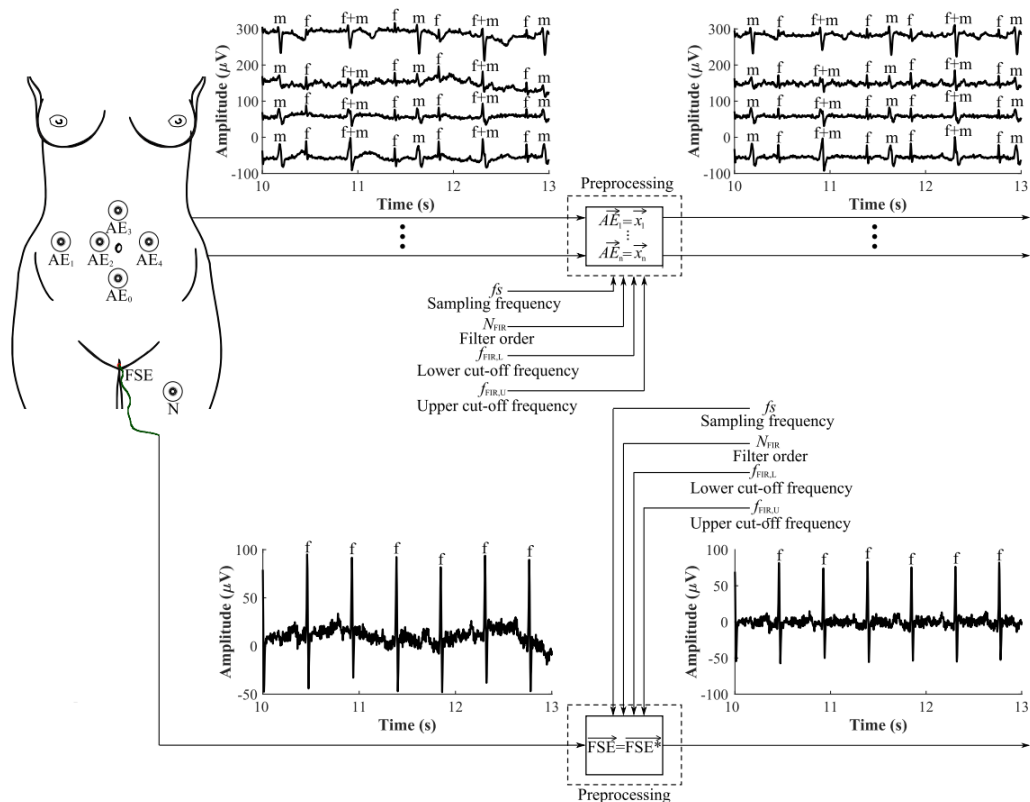 m f f+m f m f f+m f m
300
m f f+m f m f f+m f m
200
m f f+m f m f f+m f m
100
m f f+m f m f f+m f m
0
-100
Amplitude (μV)
10 11 12 13
Time (s)
m f f+m f m f f+m f m
300
m f f+m f m f f+m f m
200
m f f+m f m f f+m f m
100
m f f+m f m f f+m f m
0
-100
Amplitude (μV)
10 11 12 13
Time (s)
AE3
AE1 AE2 AE4
AE0
FSE
N
Preprocessing
AE1=x1
⋮
AEn=xn
fs
Sampling frequency
NFIR
Filter order
fFIR,L
Lower cut-off frequency
fFIR,U
Upper cut-off frequency
fs
Sampling frequency
NFIR
Filter order
fFIR,L
Lower cut-off frequency
fFIR,U
Upper cut-off frequency
f f f f f f
100
50
0
-50
Amplitude (μV)
10 11 12 13
Time (s)
f f f f f f
100
50
0
-50
-100
Amplitude (μV)
10 11 12 13
Time (s)
FSE=FSE*
Preprocessing